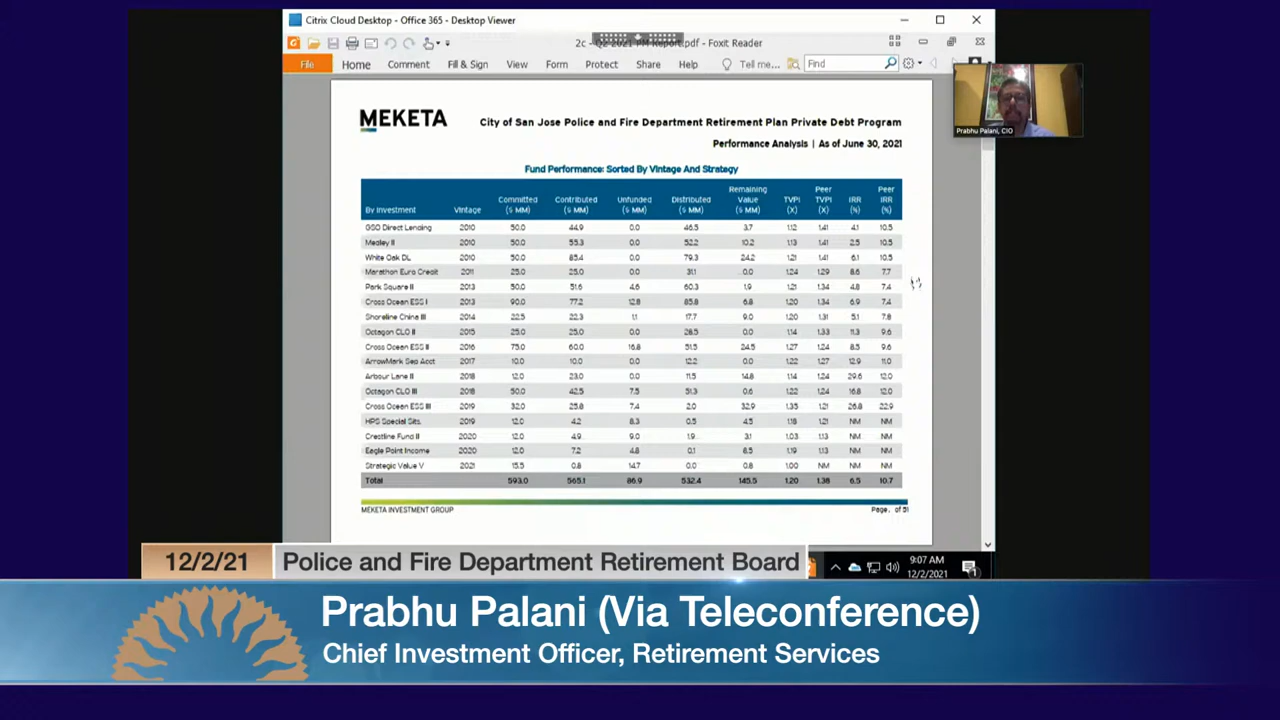 Citrix Cloud Desktop - Office 365 - Desktop Viewer
2c - Q2 2021 PM Report.pdf - Foxit Reader
File Home Comment Fill & Sign View Form Protect Share Help Tell me... Find
MEKETA
City of San Jose Police and Fire Department Retirement Plan Private Debt Program
Performance Analysis | As of June 30, 2021
Prabhu Palani, CIO
Fund Performance: Sorted By Vintage And Strategy
By Investment Vintage Committed ($ MM) Contributed ($ MM) Unfunded ($ MM) Distributed ($ MM) Remaining Value ($ MM) TVPI (X) Peer TVPI (X) IRR (%) Peer IRR (%)
GSO Direct Lending 2010 50.0 44.9 0.0 46.5 3.7 1.12 1.41 4.1 10.5
Medley II 2010 50.0 55.3 0.0 52.2 10.2 1.13 1.41 2.5 10.5
White Oak DL 2010 50.0 85.4 0.0 79.3 24.2 1.21 1.41 6.1 10.5
Marathon Euro Credit 2011 25.0 25.0 0.0 31.1 0.0 1.24 1.29 8.6 7.7
Park Square II 2013 50.0 51.6 4.6 60.3 1.9 1.21 1.34 4.8 7.4
Cross Ocean ESS I 2013 90.0 77.2 12.8 85.8 6.8 1.20 1.34 6.9 7.4
Shoreline China III 2014 22.5 22.3 1.1 17.7 9.0 1.20 1.31 5.1 7.8
Octagon CLO II 2015 25.0 25.0 0.0 28.5 0.0 1.14 1.33 11.3 9.6
Cross Ocean ESS II 2016 75.0 60.0 16.8 51.5 24.5 1.27 1.24 8.5 9.6
ArrowMark Sep Acct 2017 10.0 10.0 0.0 12.2 0.0 1.22 1.27 12.9 11.0
Arbour Lane II 2018 12.0 23.0 0.0 11.5 14.8 1.14 1.24 29.6 12.0
Octagon CLO III 2018 50.0 42.5 7.5 51.3 0.6 1.22 1.24 16.8 12.0
Cross Ocean ESS III 2019 32.0 25.8 7.4 2.0 32.9 1.35 1.21 26.8 22.9
HPS Special Sits. 2019 12.0 4.2 8.3 0.5 4.5 1.18 1.21 NM NM
Crestline Fund II 2020 12.0 4.9 9.0 1.9 3.1 1.03 1.13 NM NM
Eagle Point Income 2020 12.0 7.2 4.8 0.1 8.5 1.19 1.13 NM NM
Strategic Value V 2021 15.5 0.8 14.7 0.0 0.8 1.00 NM NM NM
Total 593.0 565.1 86.9 532.4 145.5 1.20 1.38 6.5 10.7
MEKETA INVESTMENT GROUP
Page of 51
9:07 AM
12/2/2021
1
12/2/21 Police and Fire Department Retirement Board
Prabhu Palani (Via Teleconference)
Chief Investment Officer, Retirement Services